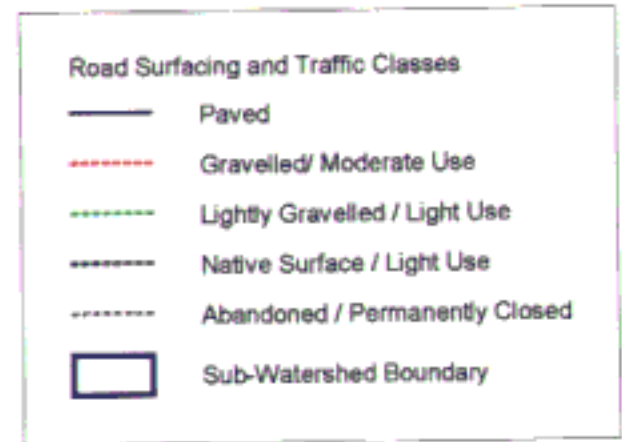 Road Surfacing and Traffic Classes
Paved
Gravelled/ Moderate Use
Lightly Gravelled / Light Use
Native Surface / Light Use
Abandoned / Permanently Closed
Sub-Watershed Boundary